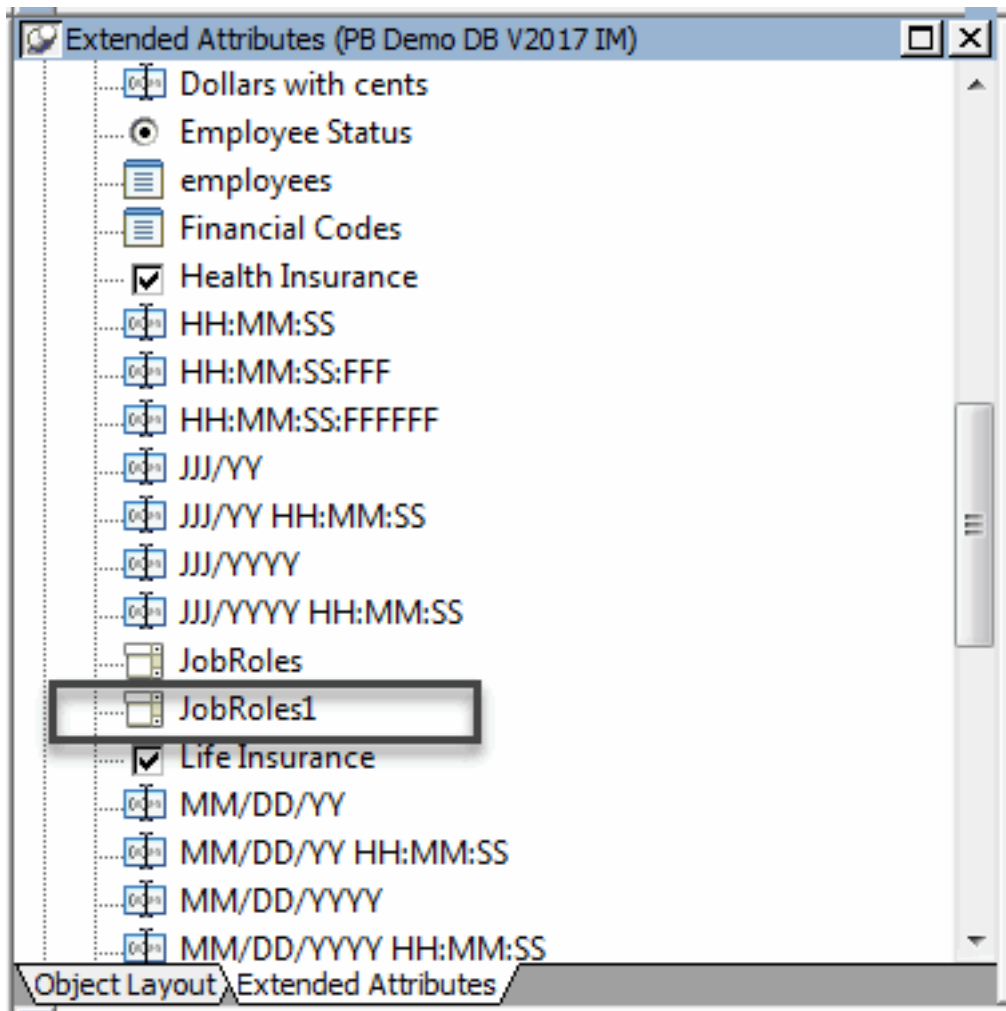 Extended Attributes (PB Demo DB V2017 IM)
Dollars with cents
Employee Status
employees
Financial Codes
Health Insurance
HH:MM:SS
HH:MM:SS:FFF
HH:MM:SS:FFFFFF
JJJ/YY
JJJ/YY HH:MM:SS
JJJ/YYYY
JJJ/YYYY HH:MM:SS
JobRoles
JobRoles1
Life Insurance
MM/DD/YY
MM/DD/YY HH:MM:SS
MM/DD/YYYY
MM/DD/YYYY HH:MM:SS
Object Layout Extended Attributes